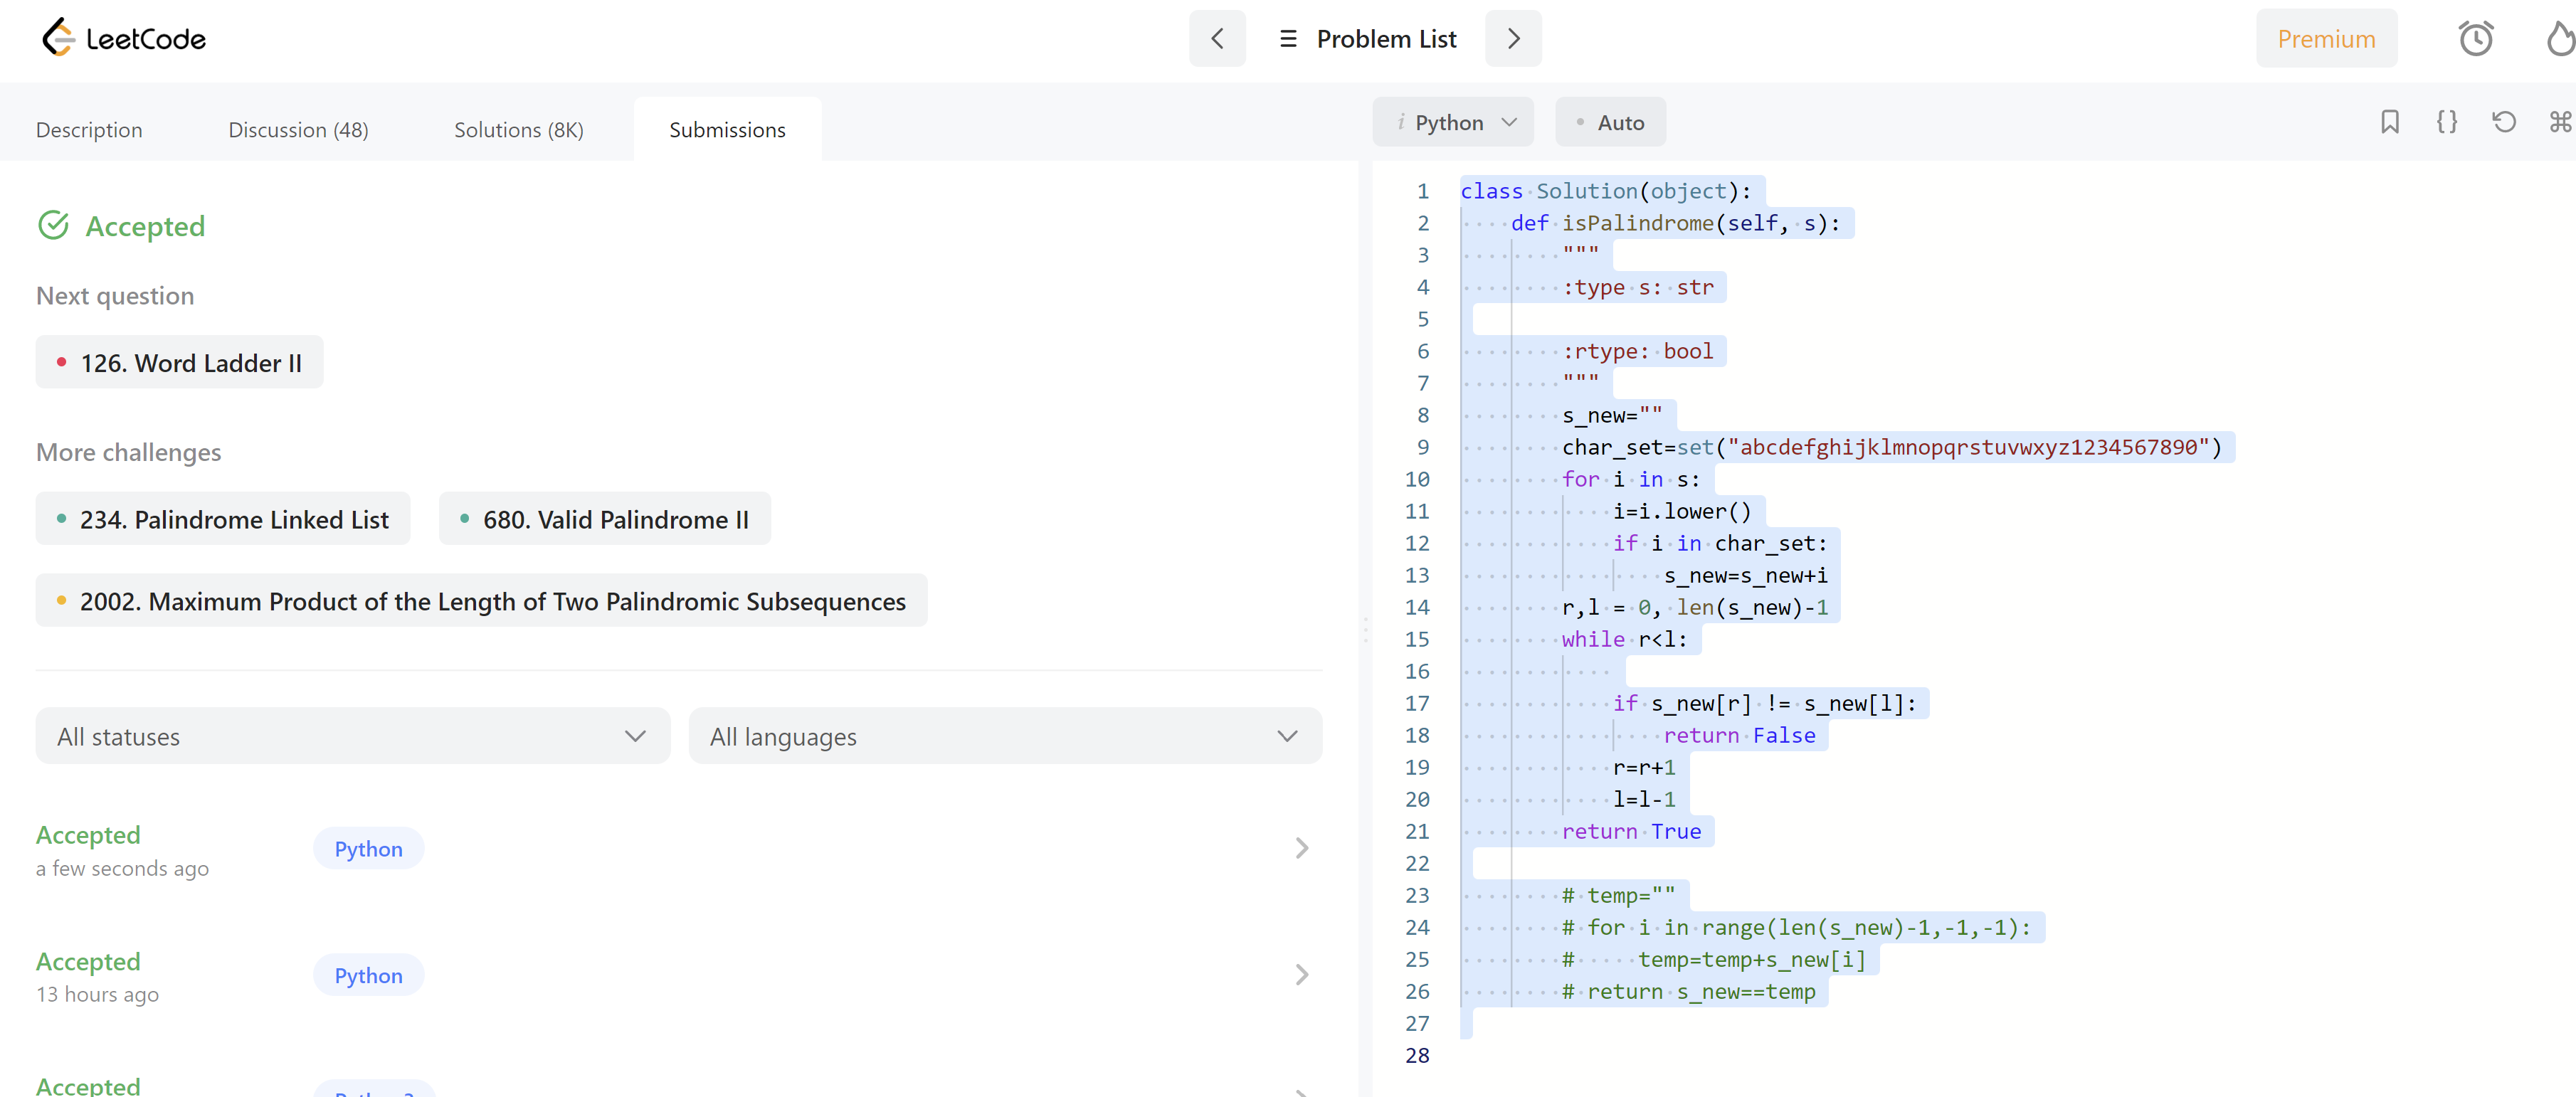 LeetCode
Problem List
Premium
Description
Discussion (48)
Solutions (8K)
Submissions
Accepted
Next question
126. Word Ladder II
More challenges
234. Palindrome Linked List
680. Valid Palindrome II
2002. Maximum Product of the Length of Two Palindromic Subsequences
All statuses
All languages
Accepted
a few seconds ago
Python
Accepted
13 hours ago
Python
Accepted
i Python
Auto
1 class Solution(object):
2     def isPalindrome(self, s):
3         """
4         :type s: str
5
6         :rtype: bool
7         """
8         s_new=""
9         char_set=set("abcdefghijklmnopqrstuvwxyz1234567890")
10         for i in s:
11             i=i.lower()
12             if i in char_set:
13                 s_new=s_new+i
14         r,l = 0, len(s_new)-1
15         while r<l:
16
17             if s_new[r] != s_new[l]:
18                 return False
19             r=r+1
20             l=l-1
21         return True
22
23         # temp=""
24         # for i in range(len(s_new)-1,-1,-1):
25         #     temp=temp+s_new[i]
26         # return s_new==temp
27
28